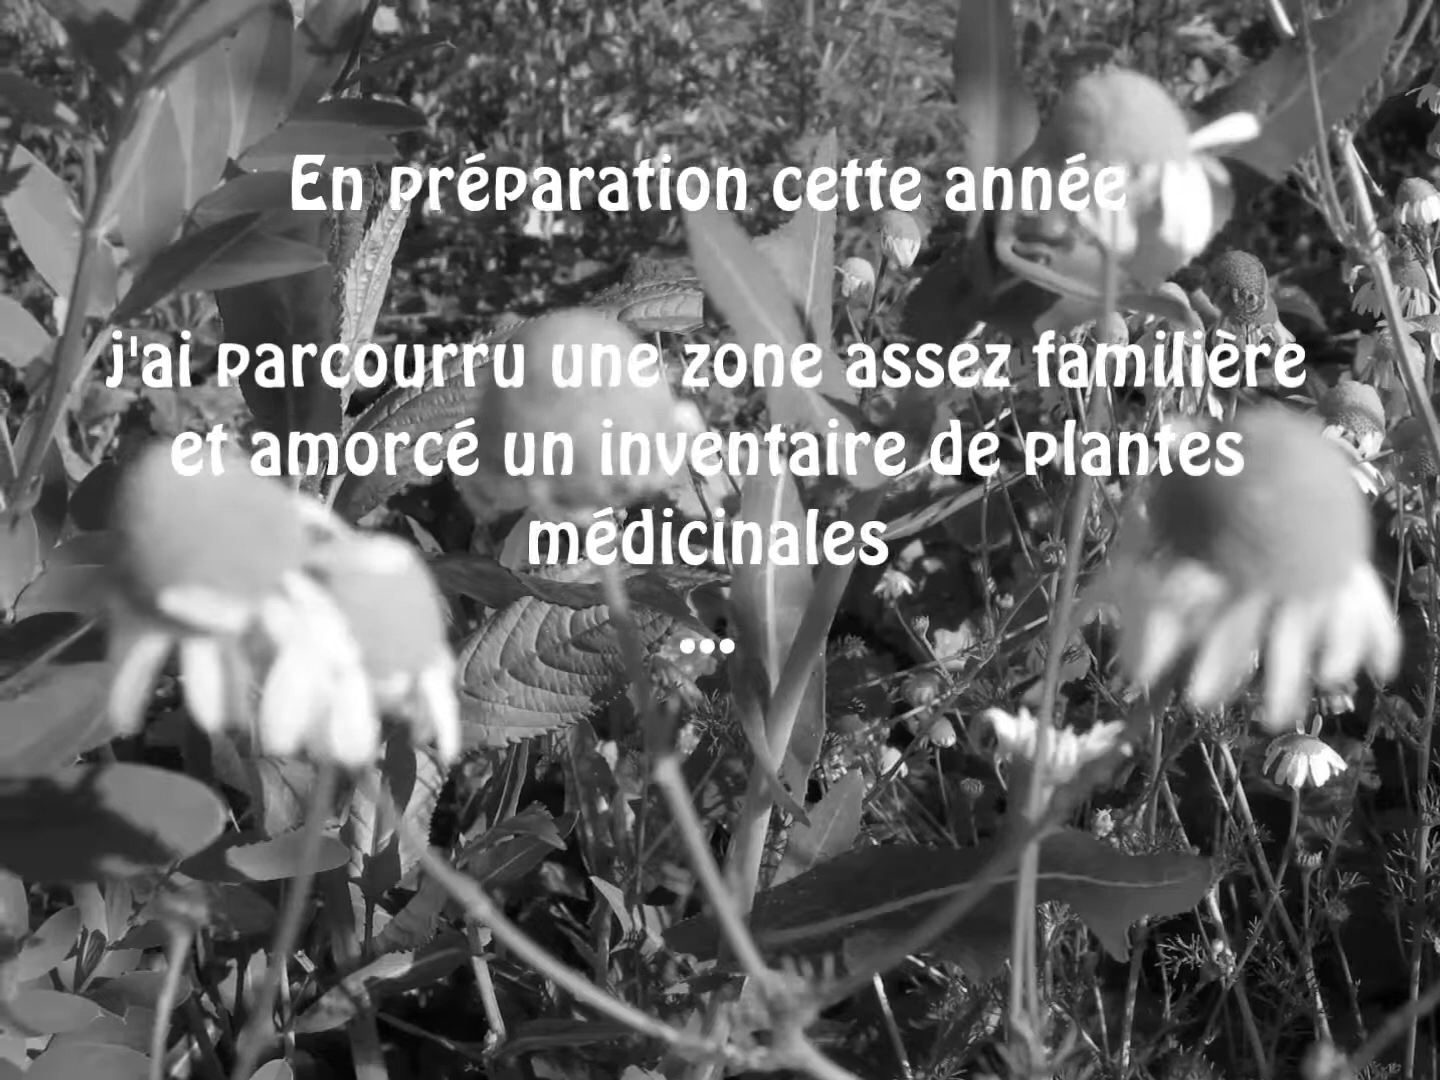 En préparation cette année
j'ai parcourru une zone assez familière
et amorcé un inventaire de plantes
médicinales
...